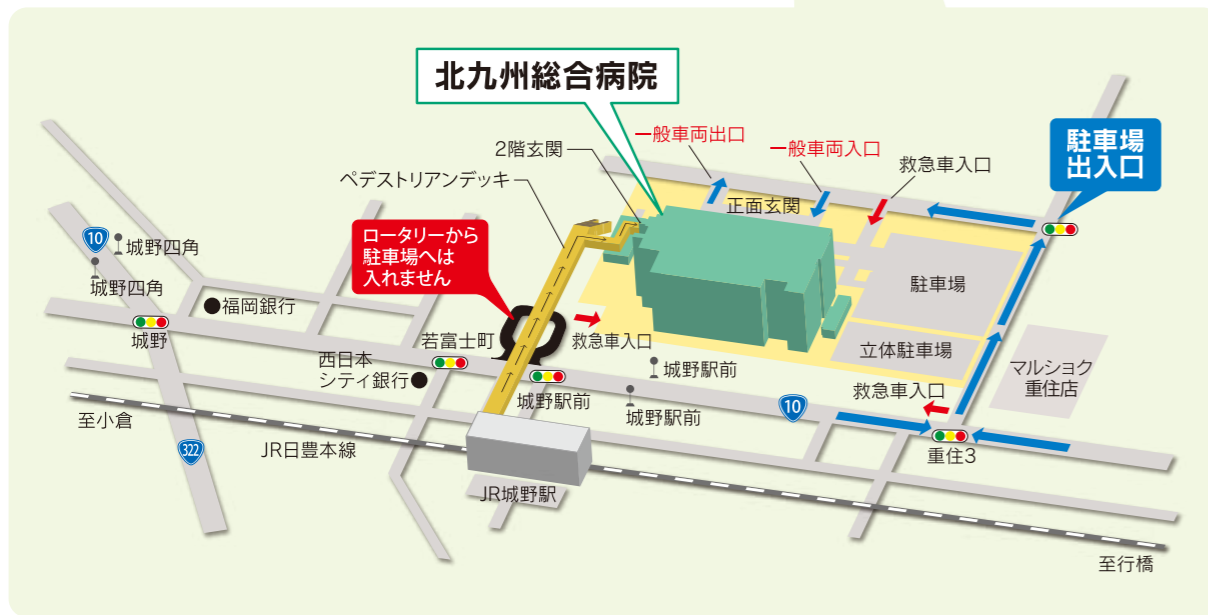 北九州総合病院
一般車両出口
一般車両入口
救急車入口
駐車場
出入口
2階玄関
ペデストリアンデッキ
正面玄関
ロータリーから
駐車場へは
入れません
10
城野四角
城野四角
福岡銀行
城野
若富士町
救急車入口
駐車場
立体駐車場
マルショク
重住店
西日本
シティ銀行
城野駅前
城野駅前
城野駅前
救急車入口
10
重住3
至小倉
322
JR日豊本線
JR城野駅
至行橋